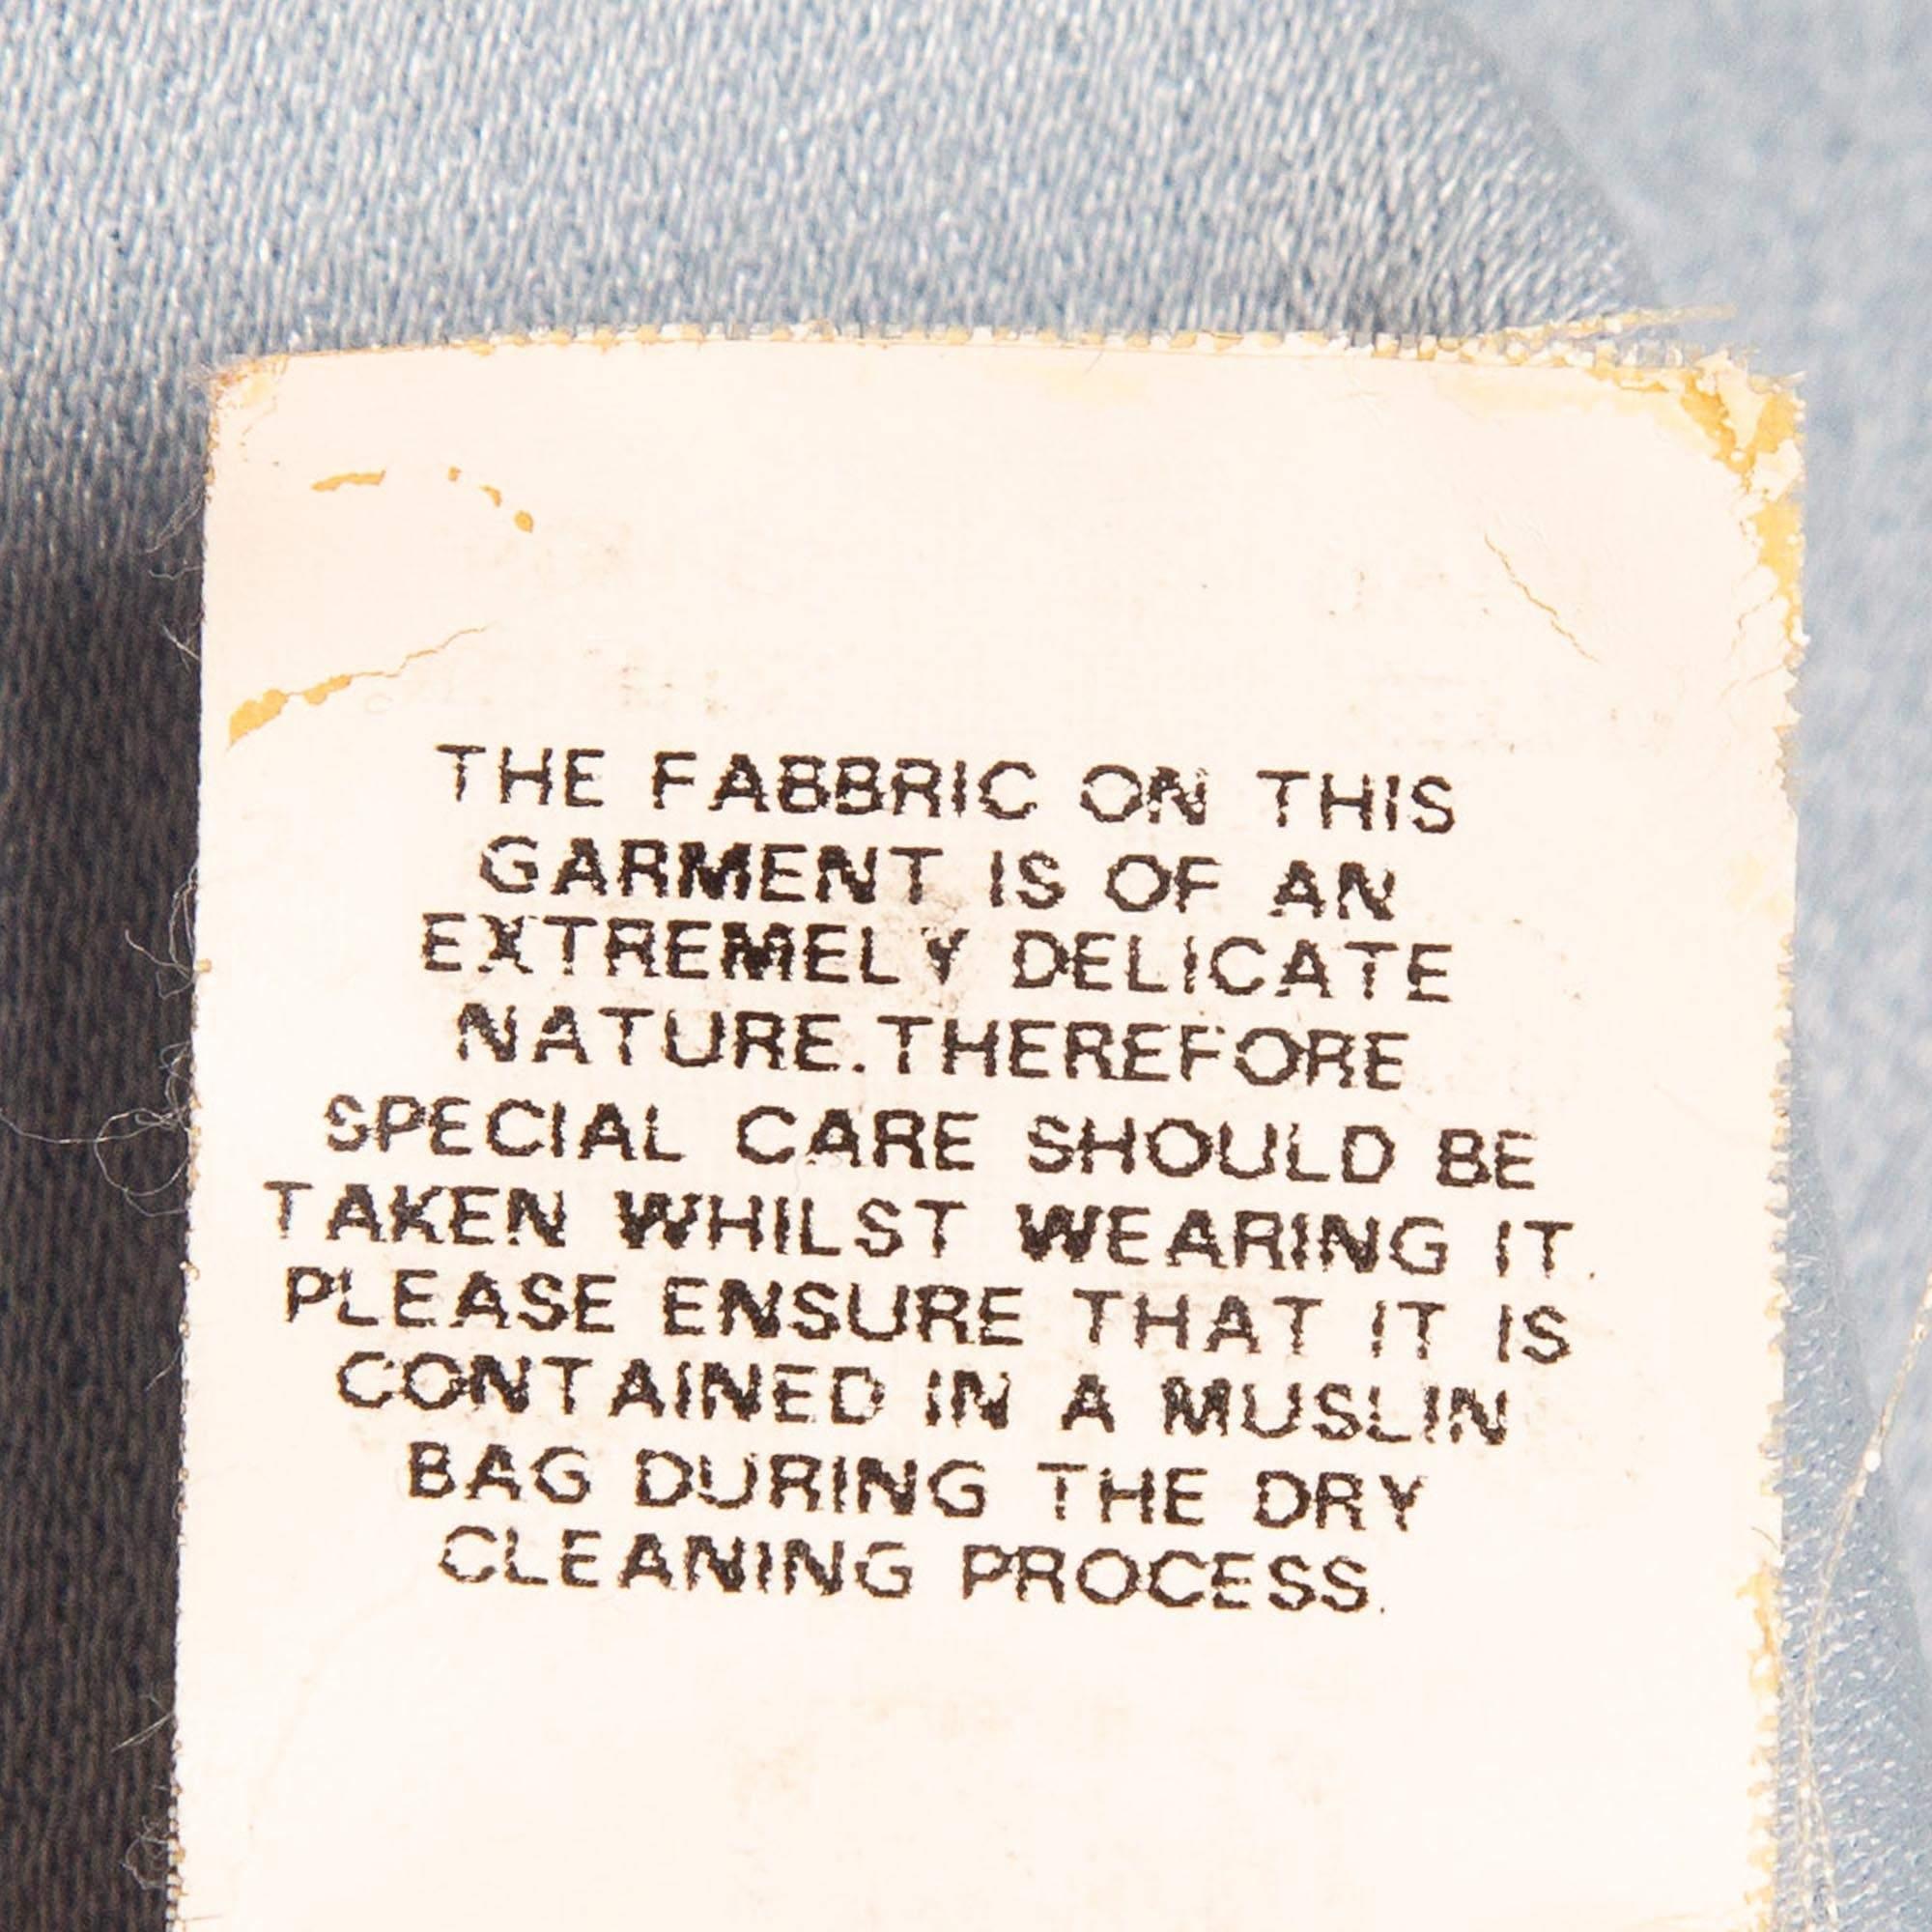 THE FABBRIC ON THIS
GARMENT IS OF AN
EXTREMELY DELICATE
NATURE.THEREFORE
SPECIAL CARE SHOULD BE
TAKEN WHILST WEARING IT.
PLEASE ENSURE THAT IT IS
CONTAINED IN A MUSLIN
BAG DURING THE DRY
CLEANING PROCESS.